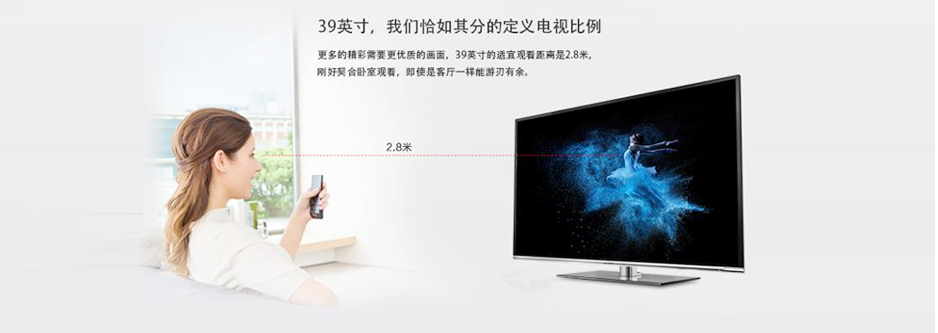 39英寸，我们恰如其分的定义电视比例
更多的精彩需要更优质的画面，39英寸的适宜观看距离是2.8米，
刚好契合卧室观看，即使是客厅一样能游刃有余。
2.8米